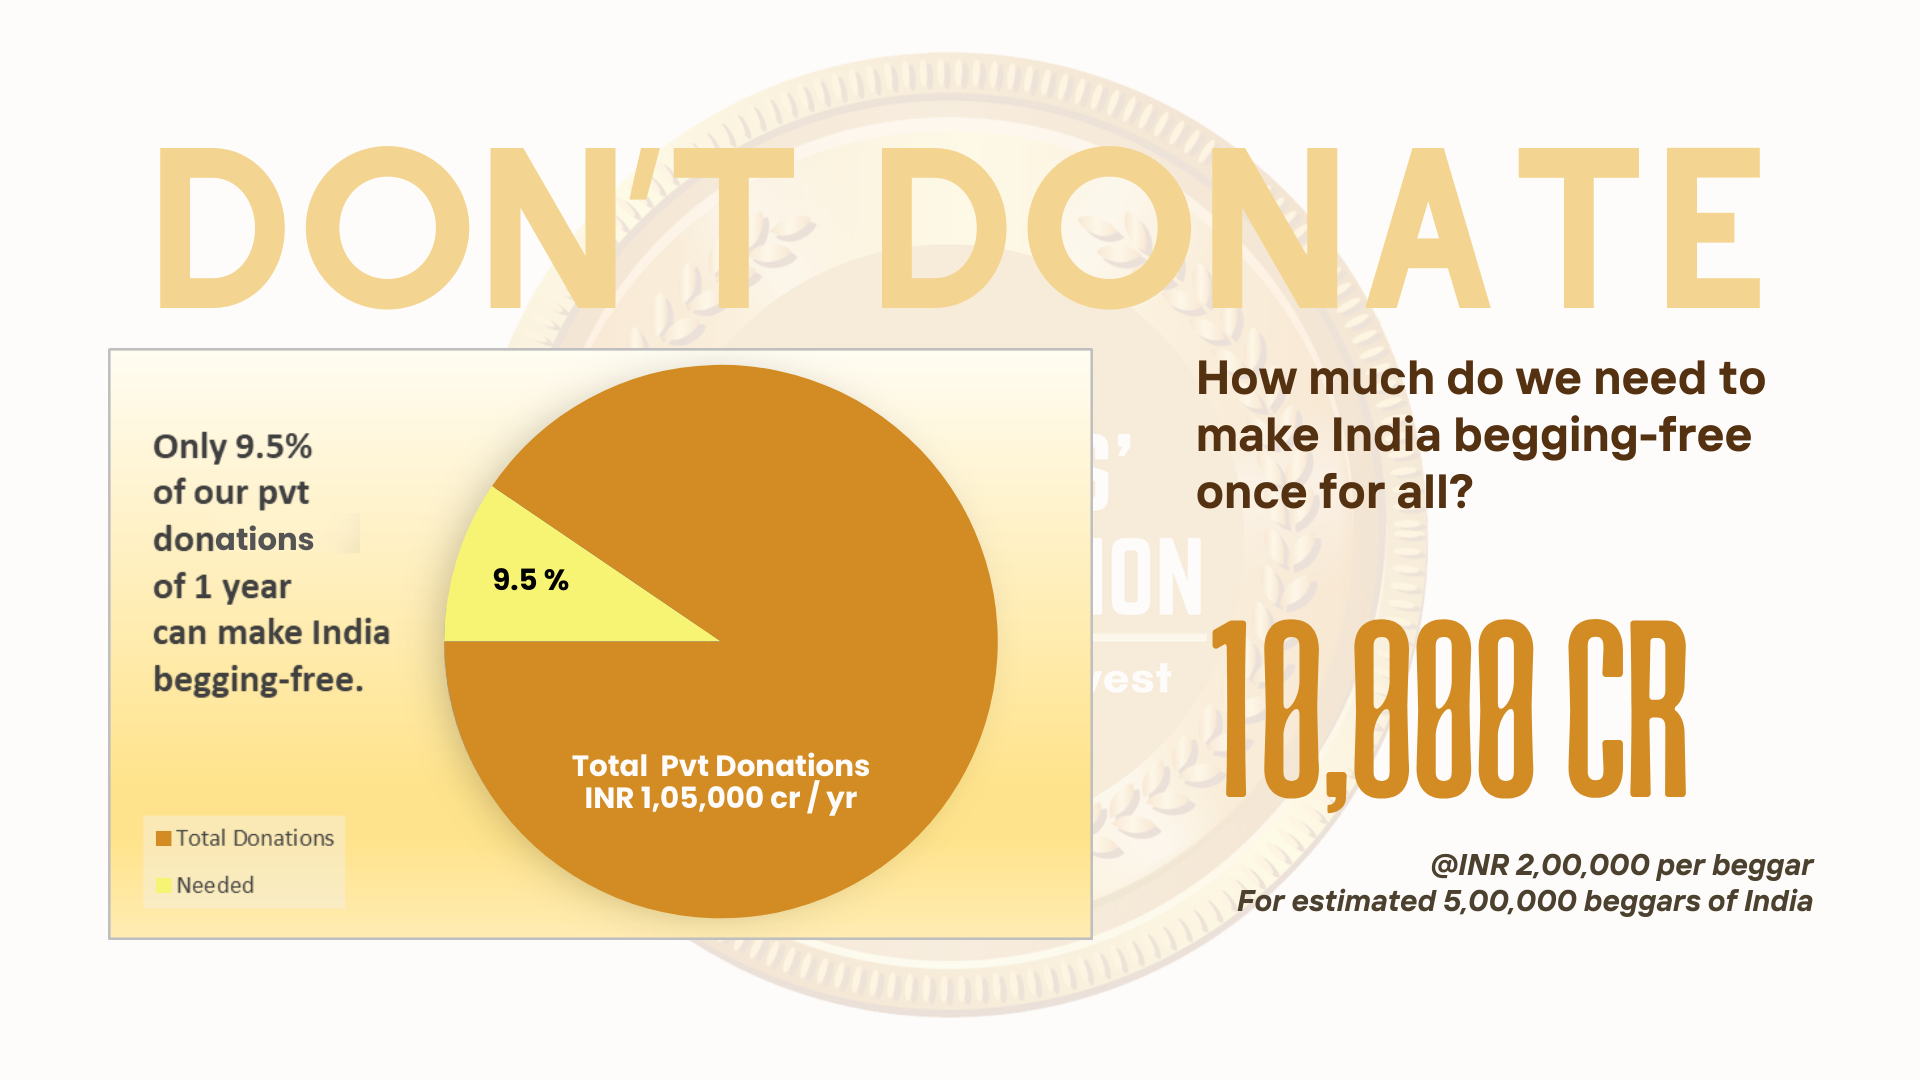 DON'T DONATE
Only 9.5%
of our pvt
donations
of 1 year
can make India
begging-free.
9.5 %
Total Pvt Donations
INR 1,05,000 cr / yr
Total Donations
Needed
How much do we need to
make India begging-free
once for all?
10,000 CR
@INR 2,00,000 per beggar
For estimated 5,00,000 beggars of India